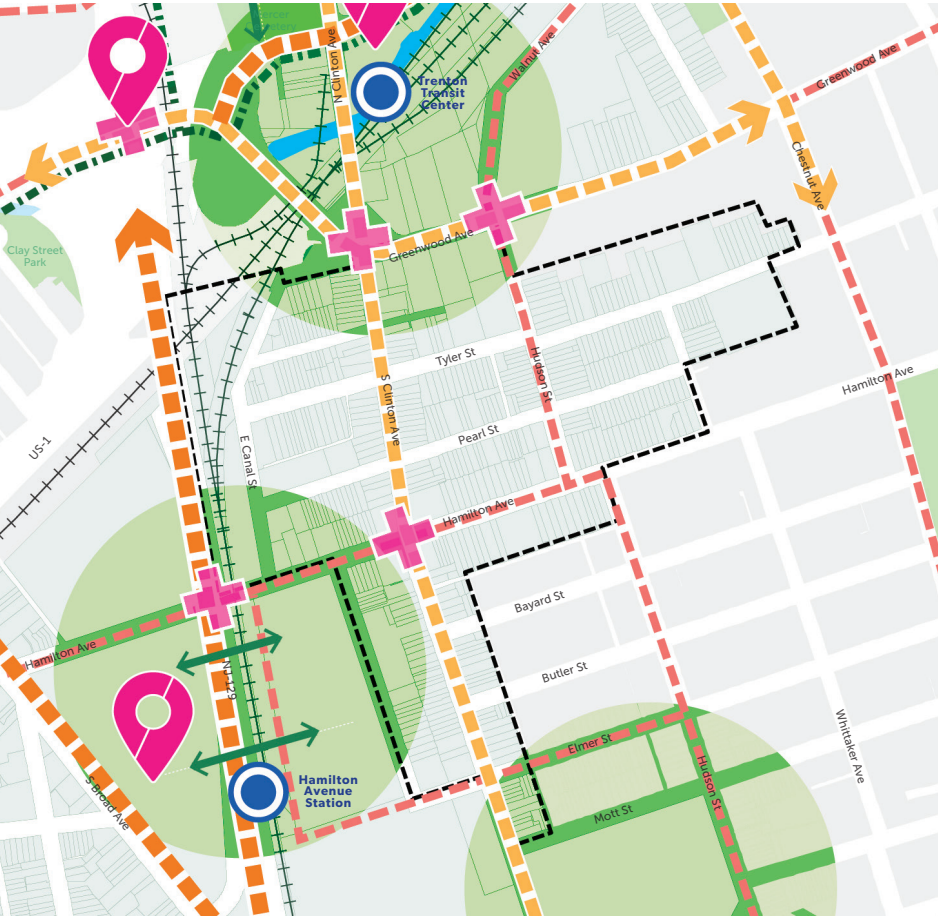 N Clinton Ave
Walnut Ave
Greenwood Ave
Trenton
Transit
Center
Chestnut Ave
Clay Street
Park
Greenwood Ave
Tyler St
Hudson St
Hamilton Ave
S Clinton Ave
US-1
Pearl St
E Canal St
Hamilton Ave
Bayard St
Hamilton Ave
Butler St
NJ-129
Elmer St
Whittaker Ave
Hamilton
Avenue
Station
Hudson St
S Broad Ave
Mott St